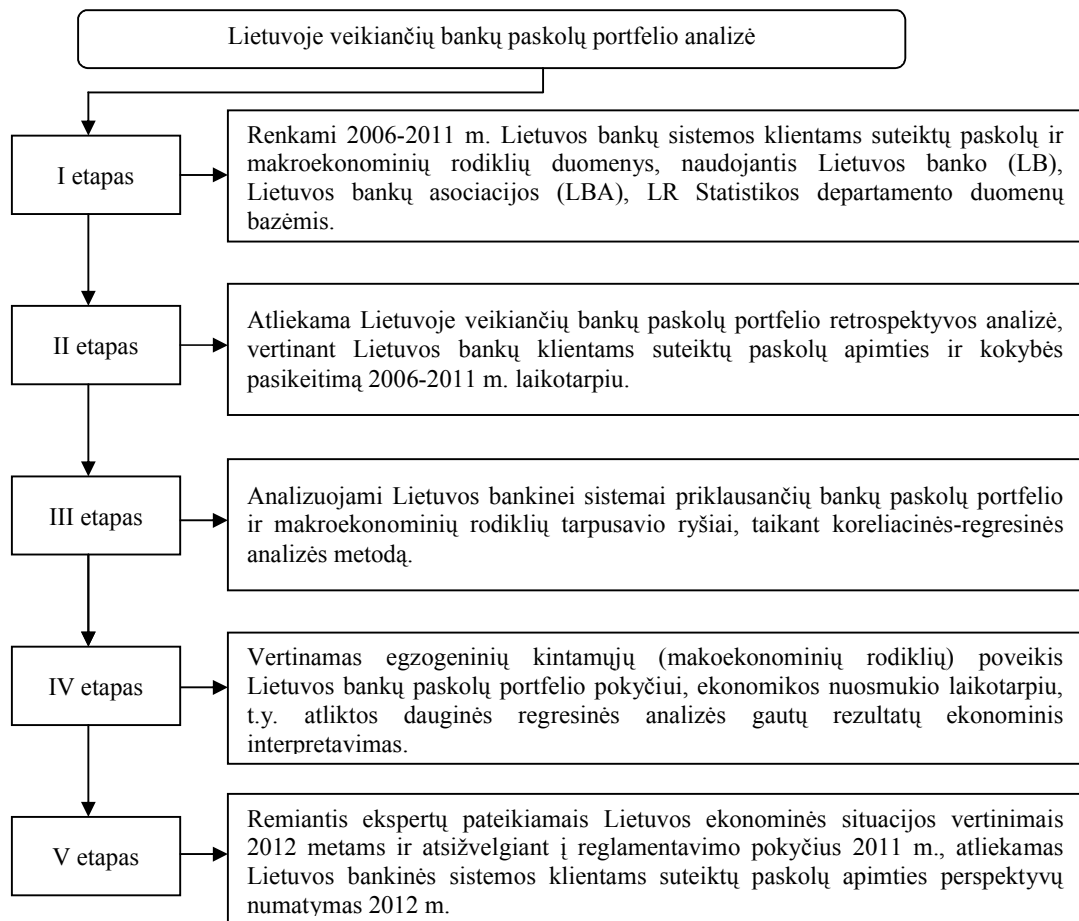 Lietuvoje veikiančių bankų paskolų portfelio analizė
I etapas
Renkami 2006-2011 m. Lietuvos bankų sistemos klientams suteiktų paskolų ir
makroekonominių rodiklių duomenys, naudojantis Lietuvos banko (LB),
Lietuvos bankų asociacijos (LBA), LR Statistikos departamento duomenų
bazėmis.
II etapas
Atliekama Lietuvoje veikiančių bankų paskolų portfelio retrospektyvos analizė,
vertinant Lietuvos bankų klientams suteiktų paskolų apimties ir kokybės
pasikeitimą 2006-2011 m. laikotarpiu.
III etapas
Analizuojami Lietuvos bankinei sistemai priklausančių bankų paskolų portfelio
ir makroekonominių rodiklių tarpusavio ryšiai, taikant koreliacinės-regresinės
analizės metodą.
IV etapas
Vertinamas egzogeninių kintamųjų (makoekonominių rodiklių) poveikis
Lietuvos bankų paskolų portfelio pokyčiui, ekonomikos nuosmukio laikotarpiu,
t.y. atliktos dauginės regresinės analizės gautų rezultatų ekonominis
interpretavimas.
V etapas
Remiantis ekspertų pateikiamais Lietuvos ekonominės situacijos vertinimais
2012 metams ir atsižvelgiant į reglamentavimo pokyčius 2011 m., atliekamas
Lietuvos bankinės sistemos klientams suteiktų paskolų apimties perspektyvų
numatymas 2012 m.